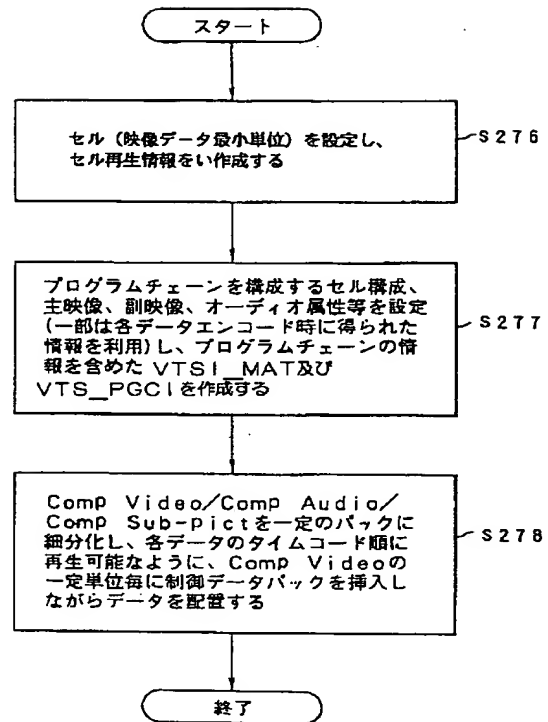 スタート
セル（映像データ最小単位）を設定し、
セル再生情報をい作成する
S276
プログラムチェーンを構成するセル構成、
主映像、副映像、オーディオ属性等を設定
(一部は各データエンコード時に得られた
情報を利用)し、プログラムチェーンの情
報を含めたVTSI_MAT及び
VTS_PGCIを作成する
S277
Comp Video/Comp Audio/
Comp Sub-pictを一定のパックに
細分化し、各データのタイムコード順に
再生可能なように、Comp Videoの
一定単位毎に制御データパックを挿入し
ながらデータを配置する
S278
終了